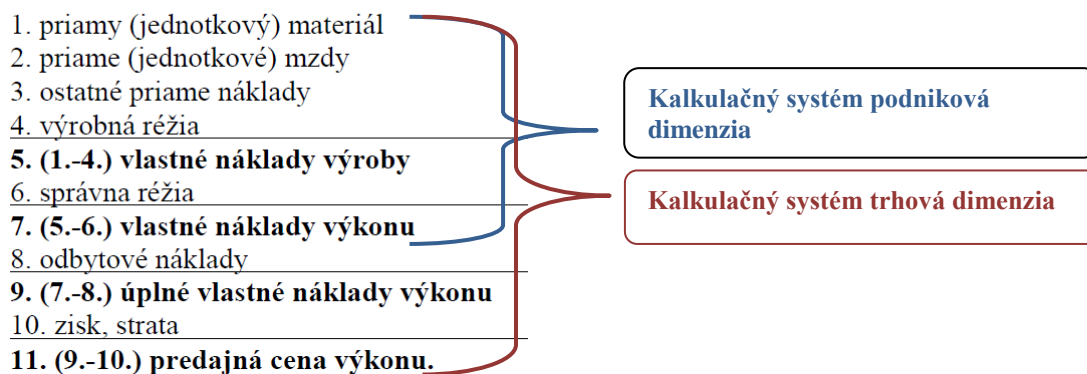 1. priamy (jednotkový) materiál
2. priame (jednotkové) mzdy
3. ostatné priame náklady
4. výrobná réžia
5. (1.-4.) vlastné náklady výroby
6. správna réžia
7. (5.-6.) vlastné náklady výkonu
8. odbytové náklady
9. (7.-8.) úplné vlastné náklady výkonu
10. zisk, strata
11. (9.-10.) predajná cena výkonu.
Kalkulačný systém podniková
dimenzia
Kalkulačný systém trhová dimenzia